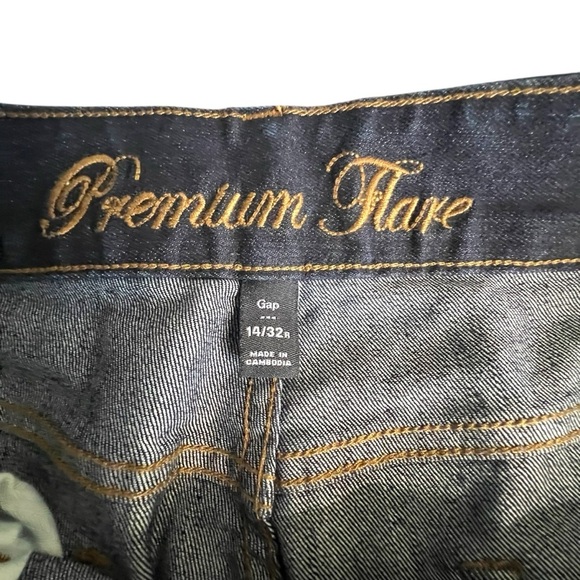 Premium Flare
Gap
14/32R
MADE IN
CAMBODIA